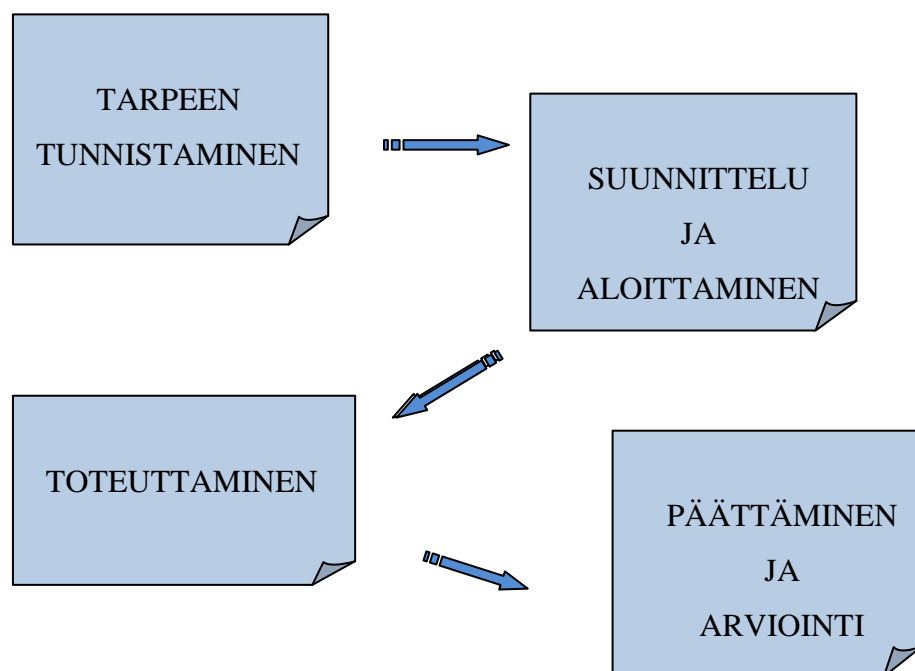 TARPEEN
TUNNISTAMINEN
SUUNNITTELU
JA
ALOITTAMINEN
TOTEUTTAMINEN
PÄÄTTÄMINEN
JA
ARVIOINTI